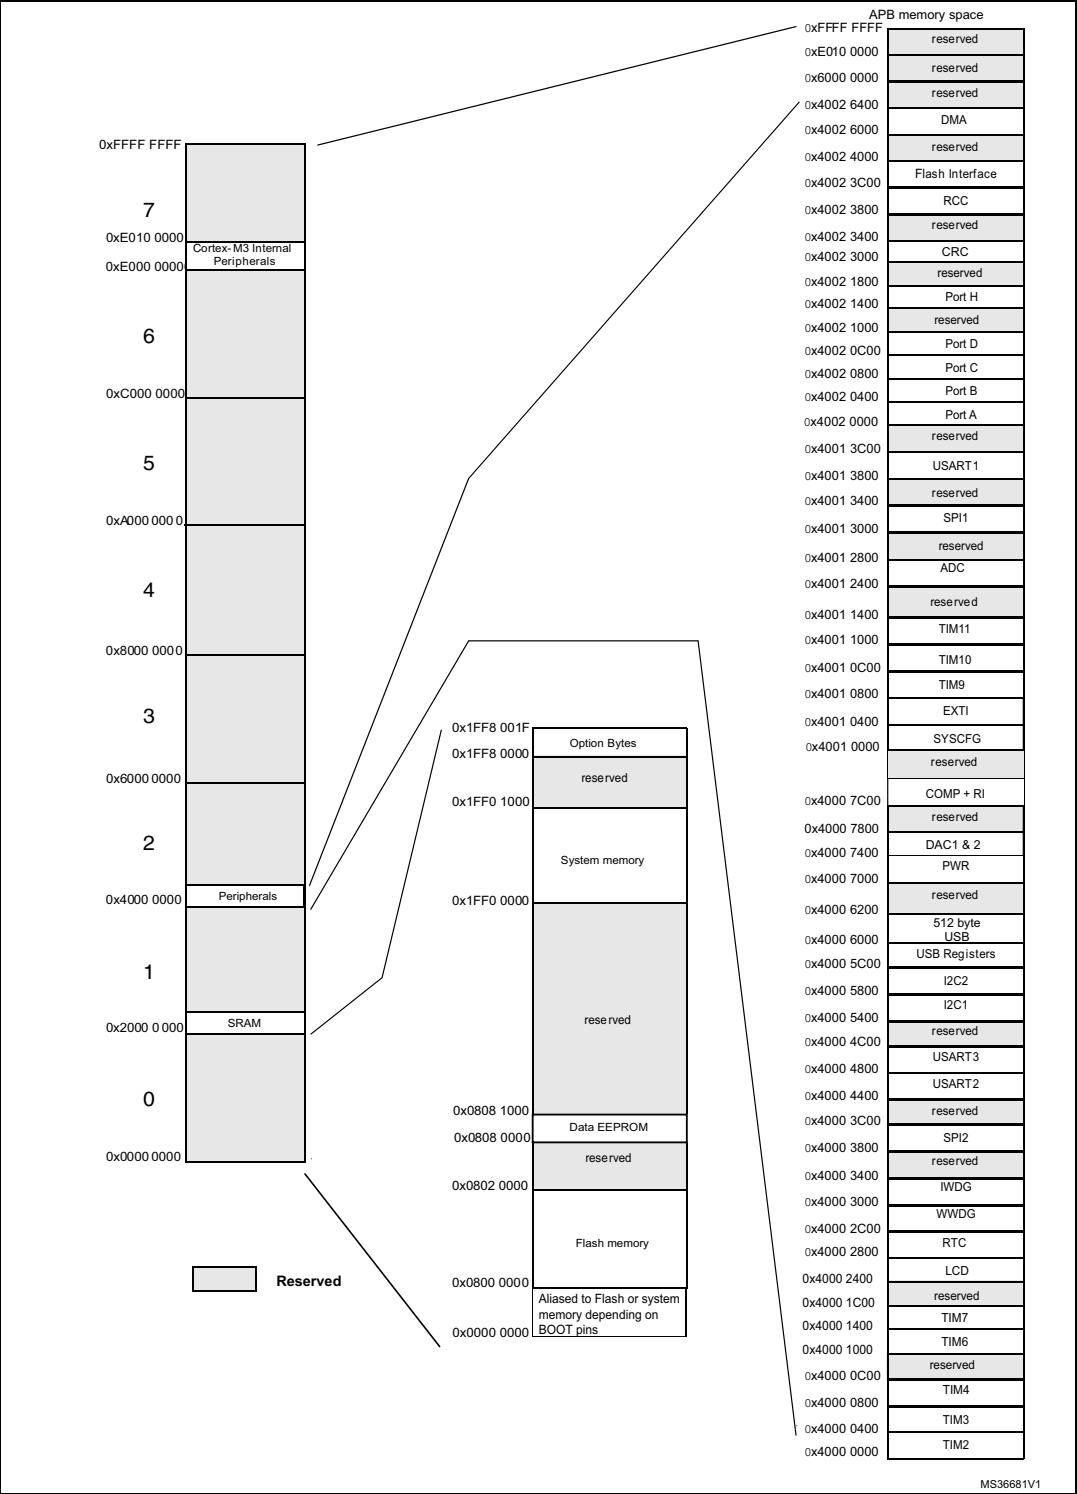 APB memory space
0xFFFF FFFF
reserved
0xE010 0000
reserved
0x6000 0000
reserved
0x4002 6400
DMA
0x4002 6000
reserved
0x4002 4000
Flash Interface
0x4002 3C00
RCC
0x4002 3800
reserved
0x4002 3400
CRC
0x4002 3000
reserved
0x4002 1800
Port H
0x4002 1400
reserved
0x4002 1000
Port D
0x4002 0C00
Port C
0x4002 0800
Port B
0x4002 0400
Port A
0x4002 0000
reserved
0x4001 3C00
USART1
0x4001 3800
reserved
0x4001 3400
SPI1
0x4001 3000
reserved
0x4001 2800
ADC
0x4001 2400
reserved
0x4001 1400
TIM11
0x4001 1000
TIM10
0x4001 0C00
TIM9
0x4001 0800
EXTI
0x4001 0400
SYSCFG
0x4001 0000
reserved
COMP + RI
0x4000 7C00
reserved
0x4000 7800
DAC1 & 2
0x4000 7400
PWR
0x4000 7000
reserved
0x4000 6200
512 byte
USB
0x4000 6000
USB Registers
0x4000 5C00
I2C2
0x4000 5800
I2C1
0x4000 5400
reserved
0x4000 4C00
USART3
0x4000 4800
USART2
0x4000 4400
reserved
0x4000 3C00
SPI2
0x4000 3800
reserved
0x4000 3400
IWDG
0x4000 3000
WWDG
0x4000 2C00
RTC
0x4000 2800
LCD
0x4000 2400
reserved
0x4000 1C00
TIM7
0x4000 1400
TIM6
0x4000 1000
reserved
0x4000 0C00
TIM4
0x4000 0800
TIM3
0x4000 0400
TIM2
0x4000 0000
0xFFFF FFFF
7
0xE010 0000
Cortex-M3 Internal
Peripherals
0xE000 0000
6
0xC000 0000
5
0xA000 0000
4
0x8000 0000
3
0x6000 0000
2
0x4000 0000
Peripherals
1
0x2000 0000
SRAM
0
0x0000 0000
Reserved
0x1FF8 001F
Option Bytes
0x1FF8 0000
reserved
0x1FF0 1000
System memory
0x1FF0 0000
reserved
0x0808 1000
Data EEPROM
0x0808 0000
reserved
0x0802 0000
Flash memory
0x0800 0000
Aliased to Flash or system
memory depending on
BOOT pins
0x0000 0000
MS36681V1